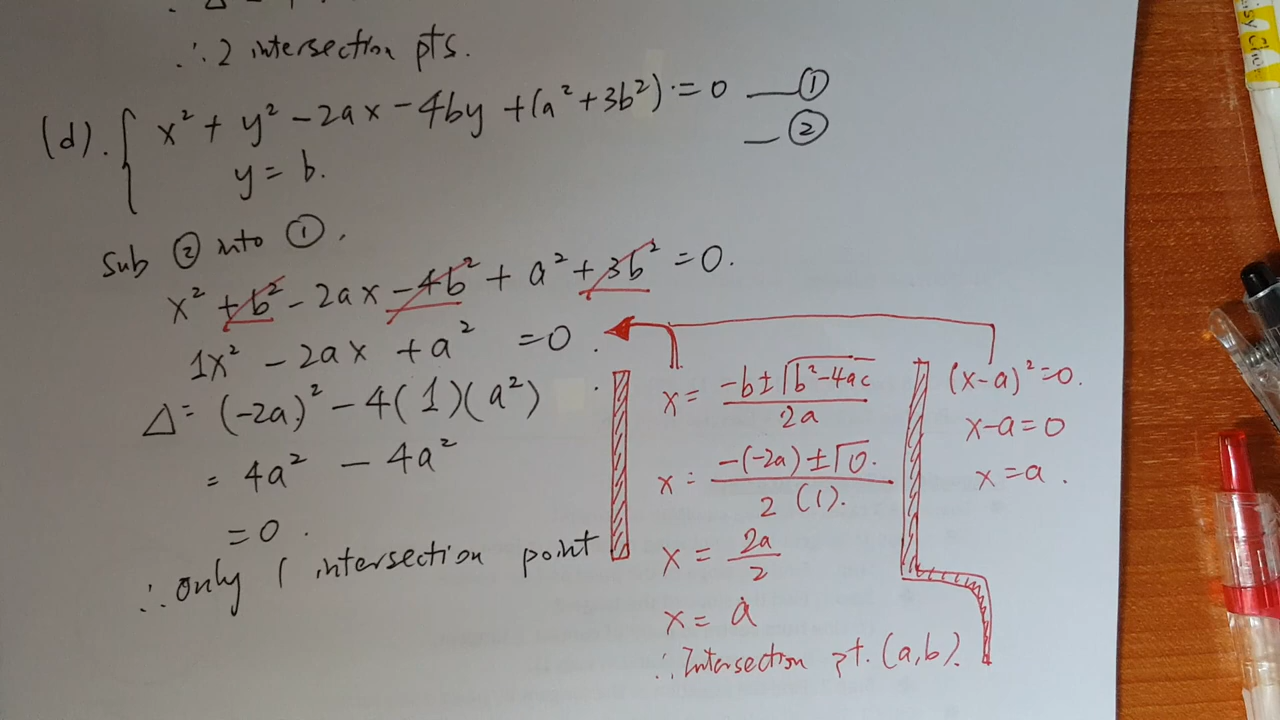 ∴ 2 intersection pts.
(d). { x² + y² - 2ax - 4by + (a² + 3b²) = 0 — ①
y = b. — ②
Sub ② into ①.
x² + b² - 2ax - 4b² + a² + 3b² = 0.
1x² - 2ax + a² = 0.
Δ = (-2a)² - 4(1)(a²)
= 4a² - 4a²
= 0.
∴ only 1 intersection point
x = (-b ± √(b²-4ac))/2a
x = (-(-2a) ± √0.)/(2(1).)
x = 2a/2
x = a
∴ Intersection pt. (a,b).
(x-a)² = 0.
x-a = 0
x = a.